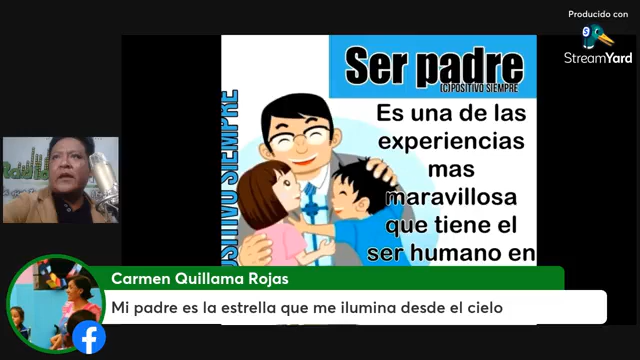 Producido con
StreamYard
Ser padre
(C)POSITIVO SIEMPRE
POSITIVO SIEMPRE
Es una de las
experiencias
mas
maravillosa
que tiene el
ser humano en
Carmen Quillama Rojas
Mi padre es la estrella que me ilumina desde el cielo